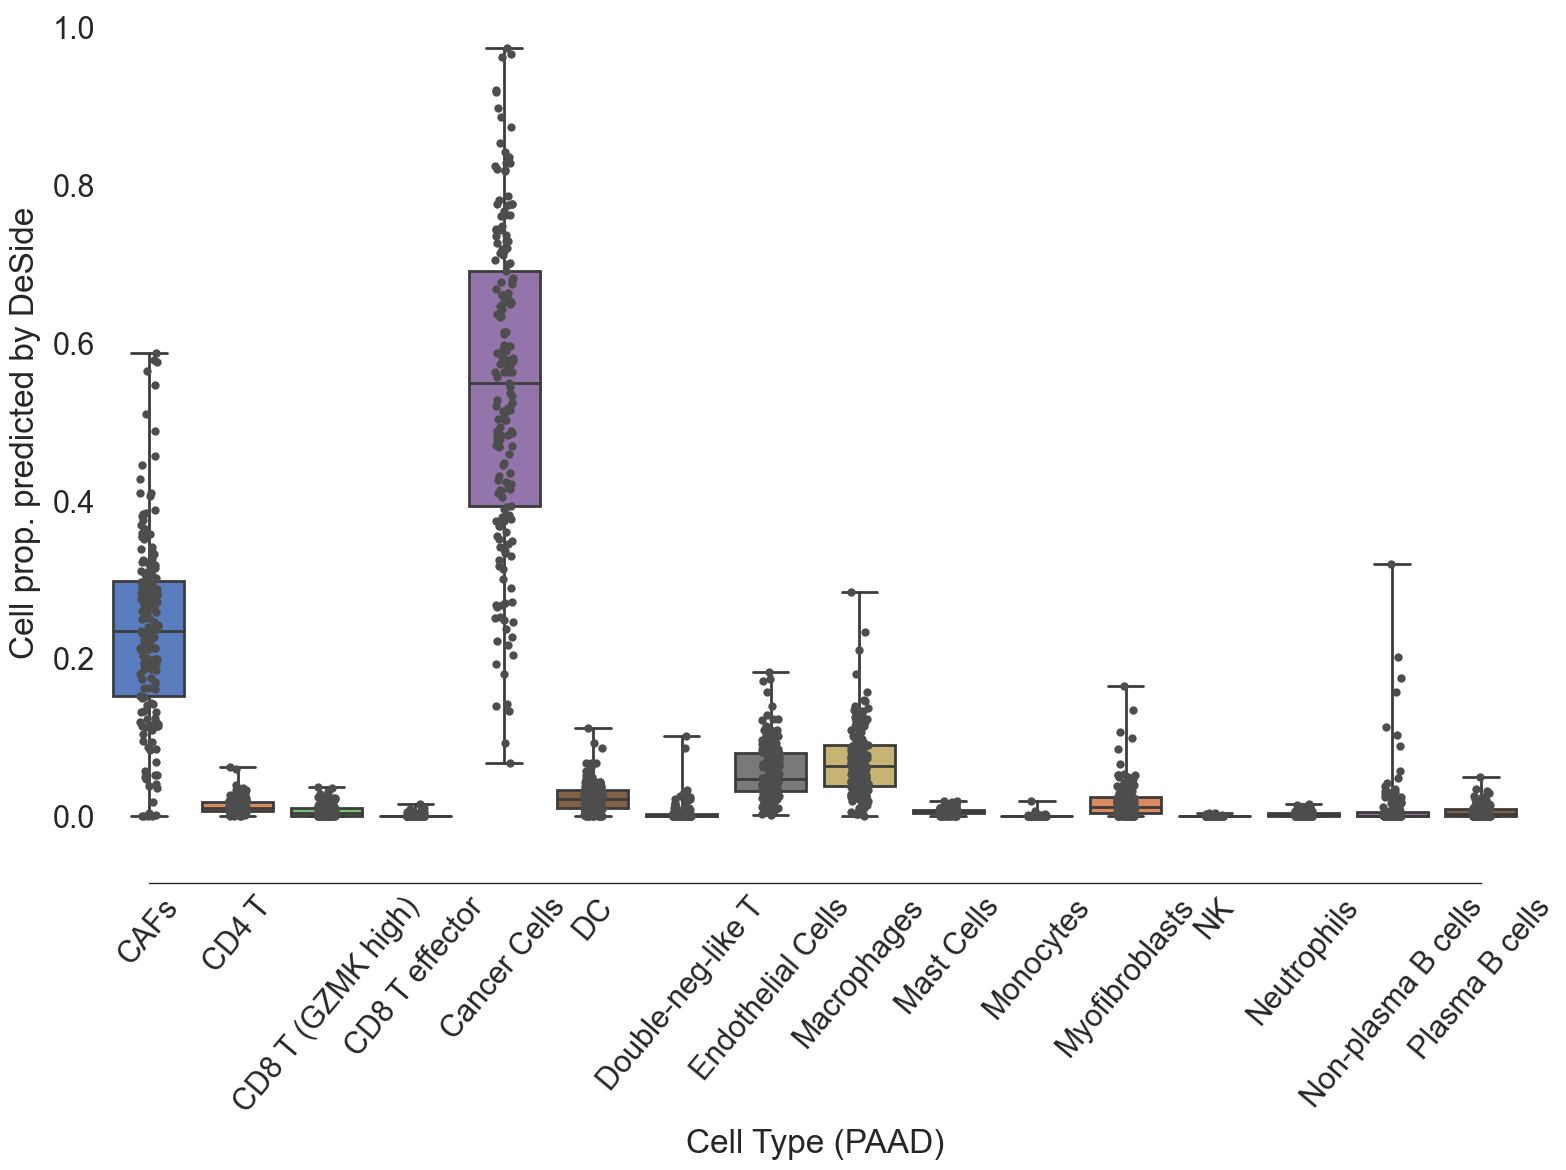 1.0
0.8
0.6
0.4
0.2
0.0
Cell prop. predicted by DeSide
CAFs
CD4 T
CD8 T (GZMK high)
CD8 T effector
Cancer Cells
DC
Double-neg-like T
Endothelial Cells
Macrophages
Mast Cells
Monocytes
Myofibroblasts
NK
Neutrophils
Non-plasma B cells
Plasma B cells
Cell Type (PAAD)